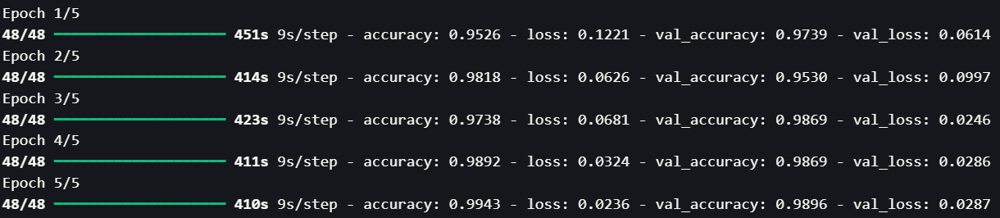 Epoch 1/5
48/48 ━━━━━━━━━━━━━━━━━━━━ 451s 9s/step - accuracy: 0.9526 - loss: 0.1221 - val_accuracy: 0.9739 - val_loss: 0.0614
Epoch 2/5
48/48 ━━━━━━━━━━━━━━━━━━━━ 414s 9s/step - accuracy: 0.9818 - loss: 0.0626 - val_accuracy: 0.9530 - val_loss: 0.0997
Epoch 3/5
48/48 ━━━━━━━━━━━━━━━━━━━━ 423s 9s/step - accuracy: 0.9738 - loss: 0.0681 - val_accuracy: 0.9869 - val_loss: 0.0246
Epoch 4/5
48/48 ━━━━━━━━━━━━━━━━━━━━ 411s 9s/step - accuracy: 0.9892 - loss: 0.0324 - val_accuracy: 0.9869 - val_loss: 0.0286
Epoch 5/5
48/48 ━━━━━━━━━━━━━━━━━━━━ 410s 9s/step - accuracy: 0.9943 - loss: 0.0236 - val_accuracy: 0.9896 - val_loss: 0.0287